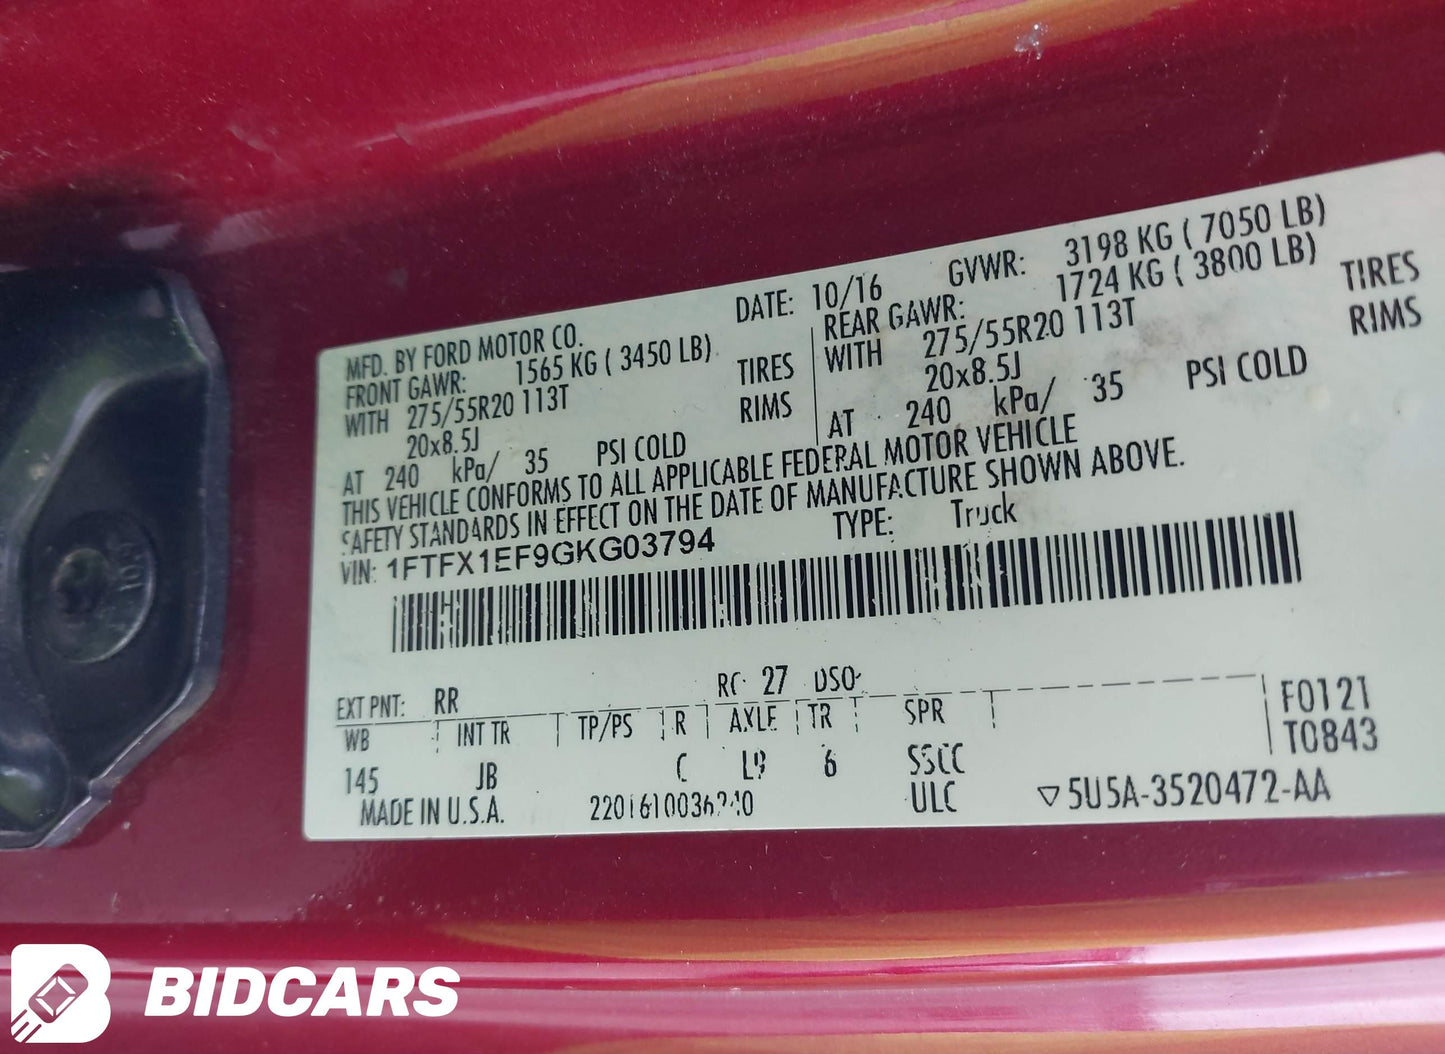 MFD. BY FORD MOTOR CO.
DATE: 10/16
GVWR: 3198 KG ( 7050 LB)
FRONT GAWR: 1565 KG ( 3450 LB)
WITH 275/55R20 113T TIRES
20x8.5J RIMS
AT 240 kPa/ 35 PSI COLD
REAR GAWR: 1724 KG ( 3800 LB)
WITH 275/55R20 113T TIRES
20x8.5J RIMS
AT 240 kPa/ 35 PSI COLD
THIS VEHICLE CONFORMS TO ALL APPLICABLE FEDERAL MOTOR VEHICLE
SAFETY STANDARDS IN EFFECT ON THE DATE OF MANUFACTURE SHOWN ABOVE.
VIN: 1FTFX1EF9GKG03794 TYPE: Truck
EXT PNT: RR 27 DSO:
WB INT TR TP/PS R AXLE TR SPR F0121
T0843
145 JB C L9 6 SSCC
MADE IN U.S.A. ULC ▽5U5A-3520472-AA
BIDCARS